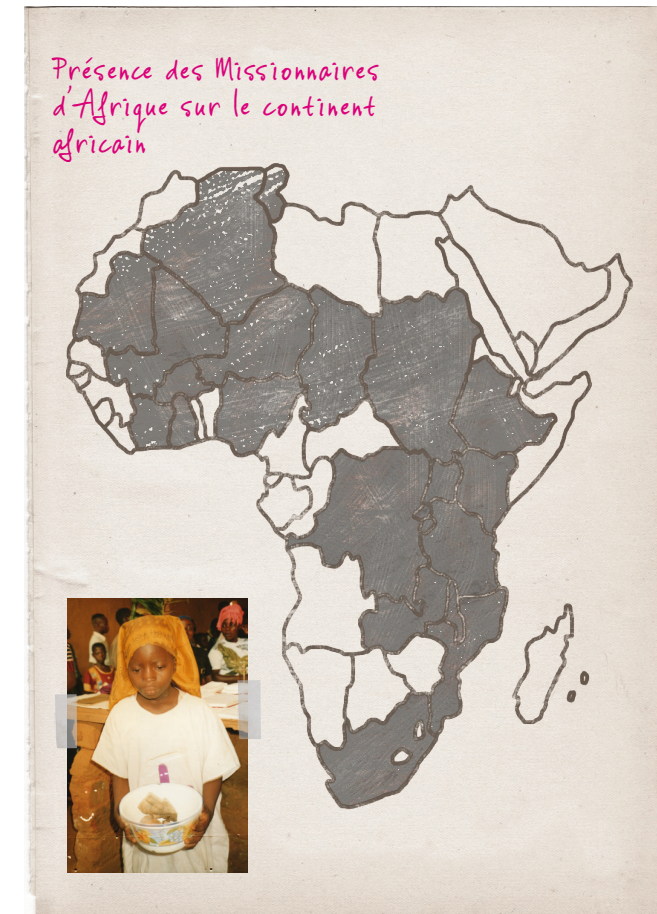 Présence des Missionnaires
d'Afrique sur le continent
africain